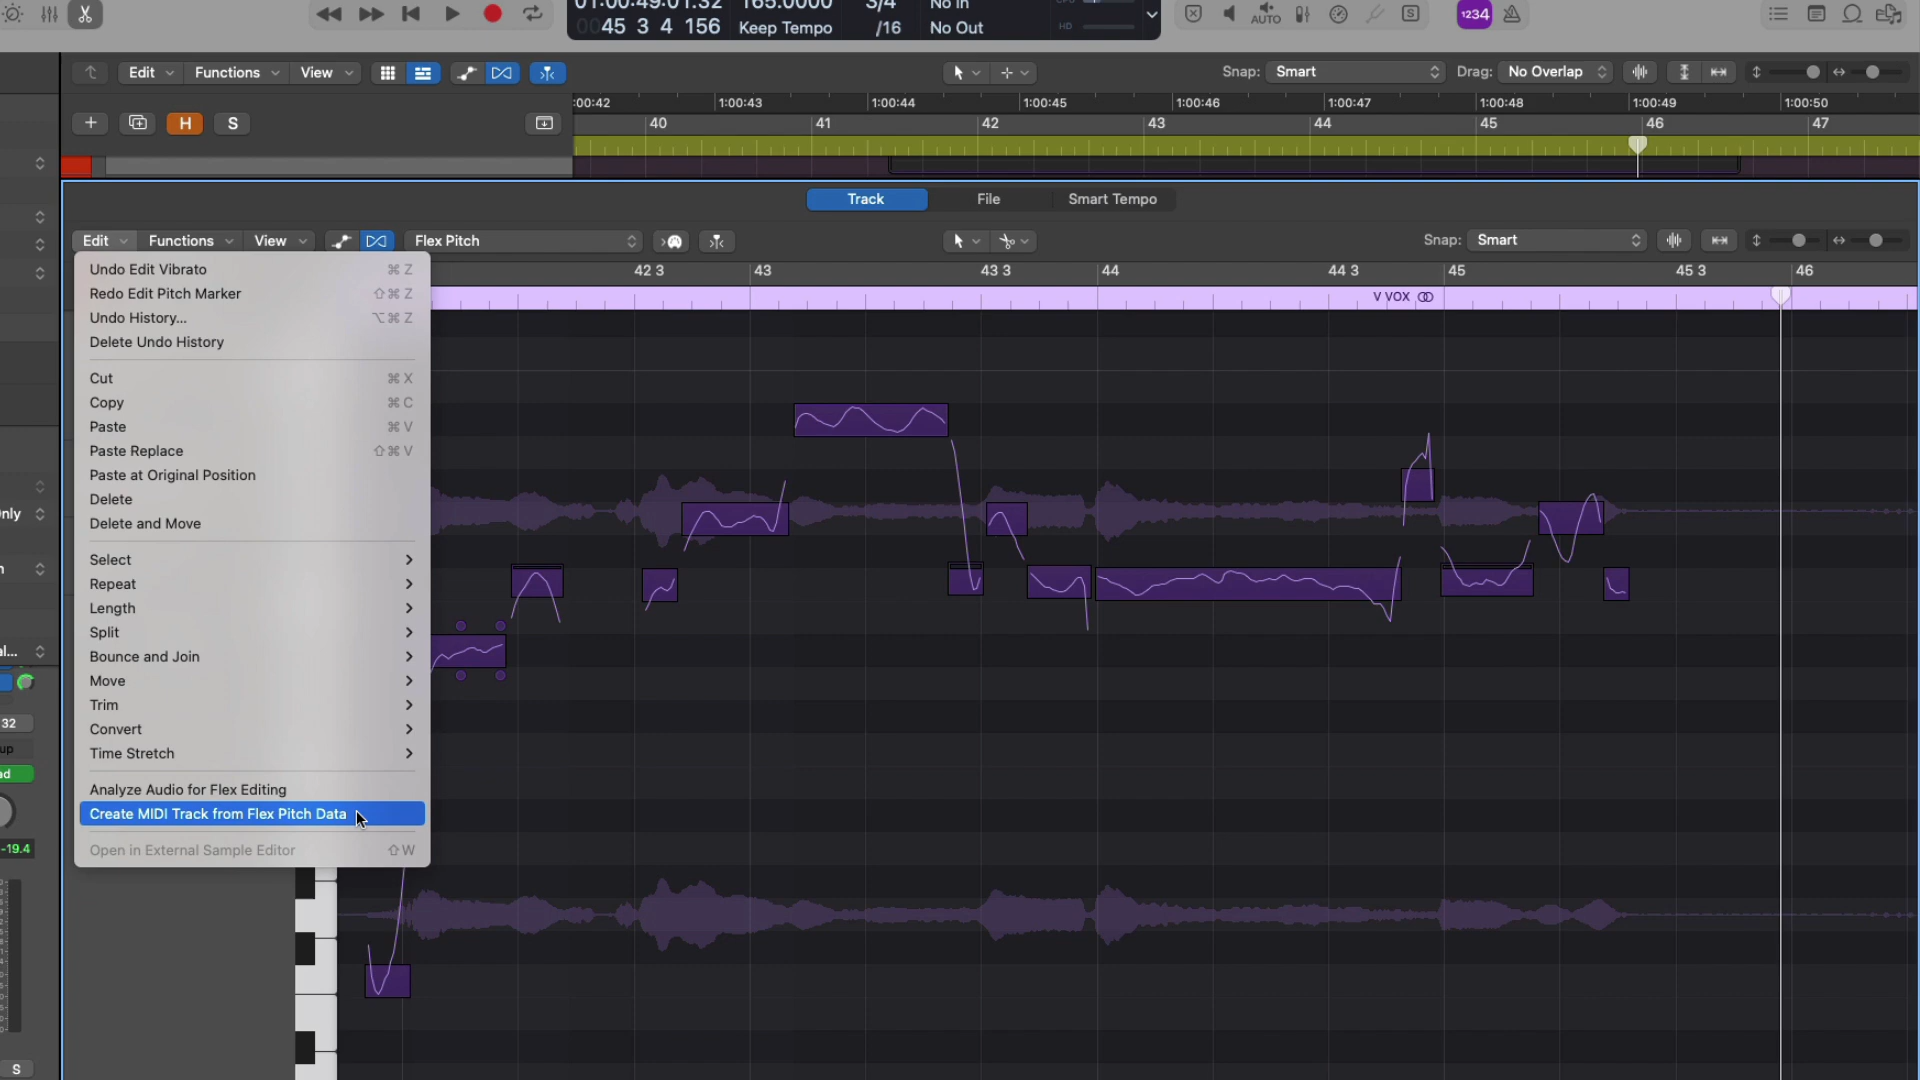 1234
01:00:49:01.32
165.0000
3/4
No In
CPU
0045 3 4 156
Keep Tempo
/16
No Out
HD
AUTO
S
Edit
Functions
View
Snap:
Smart
Drag:
No Overlap
:00:42
1:00:43
1:00:44
1:00:45
1:00:46
1:00:47
1:00:48
1:00:49
1:00:50
H
S
40
41
42
43
44
45
46
47
Track
File
Smart Tempo
Edit
Functions
View
Flex Pitch
Snap:
Smart
42 3
43
43 3
44
44 3
45
45 3
46
V VOX
Undo Edit Vibrato ⌘ Z
Redo Edit Pitch Marker ⇧⌘ Z
Undo History... ⌥⌘ Z
Delete Undo History
Cut ⌘ X
Copy ⌘ C
Paste ⌘ V
Paste Replace ⇧⌘ V
Paste at Original Position
Delete
Delete and Move
Select
Repeat
Length
Split
Bounce and Join
Move
Trim
Convert
Time Stretch
Analyze Audio for Flex Editing
Create MIDI Track from Flex Pitch Data
Open in External Sample Editor ⇧ W
nly
n
al...
32
up
ad
-19.4
S